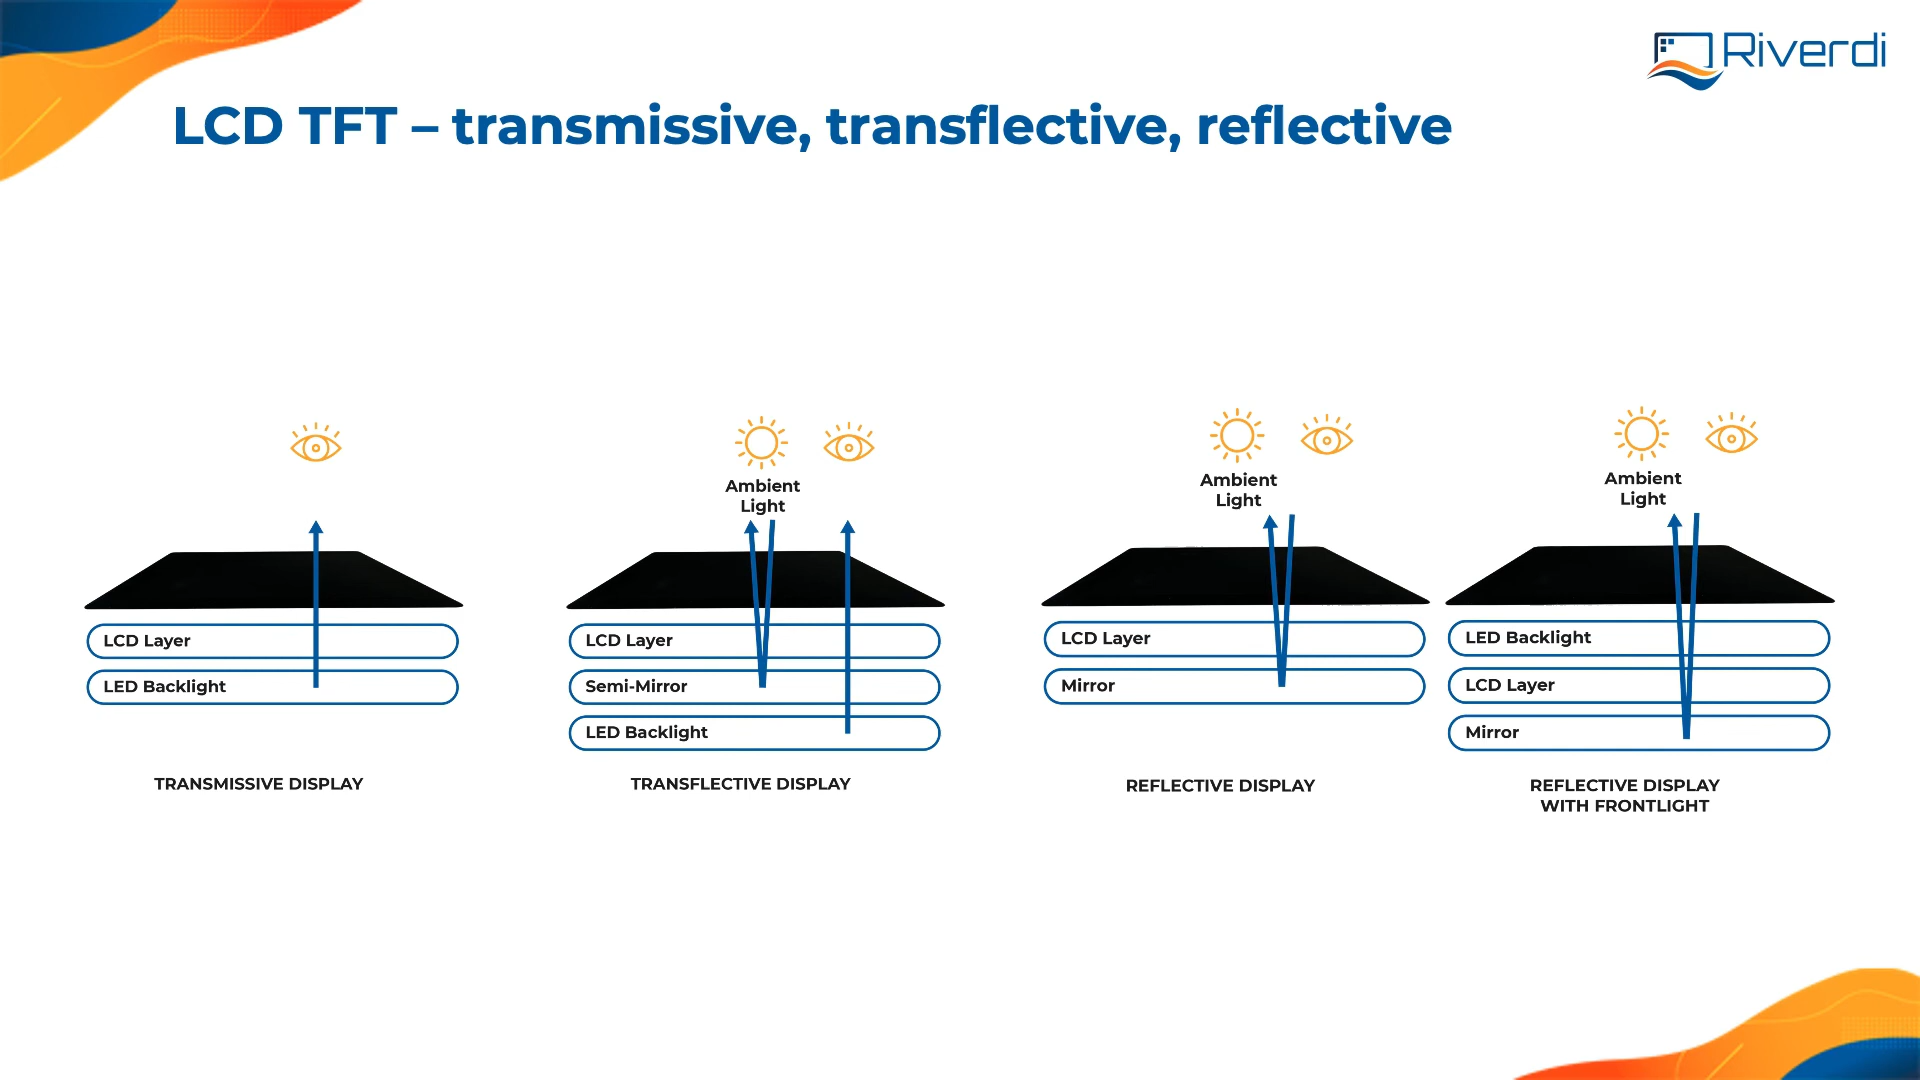 Riverdi
LCD TFT – transmissive, transflective, reflective
Ambient
Light
Ambient
Light
Ambient
Light
LCD Layer
LED Backlight
LCD Layer
Semi-Mirror
LED Backlight
LCD Layer
Mirror
LED Backlight
LCD Layer
Mirror
TRANSMISSIVE DISPLAY
TRANSFLECTIVE DISPLAY
REFLECTIVE DISPLAY
REFLECTIVE DISPLAY
WITH FRONTLIGHT